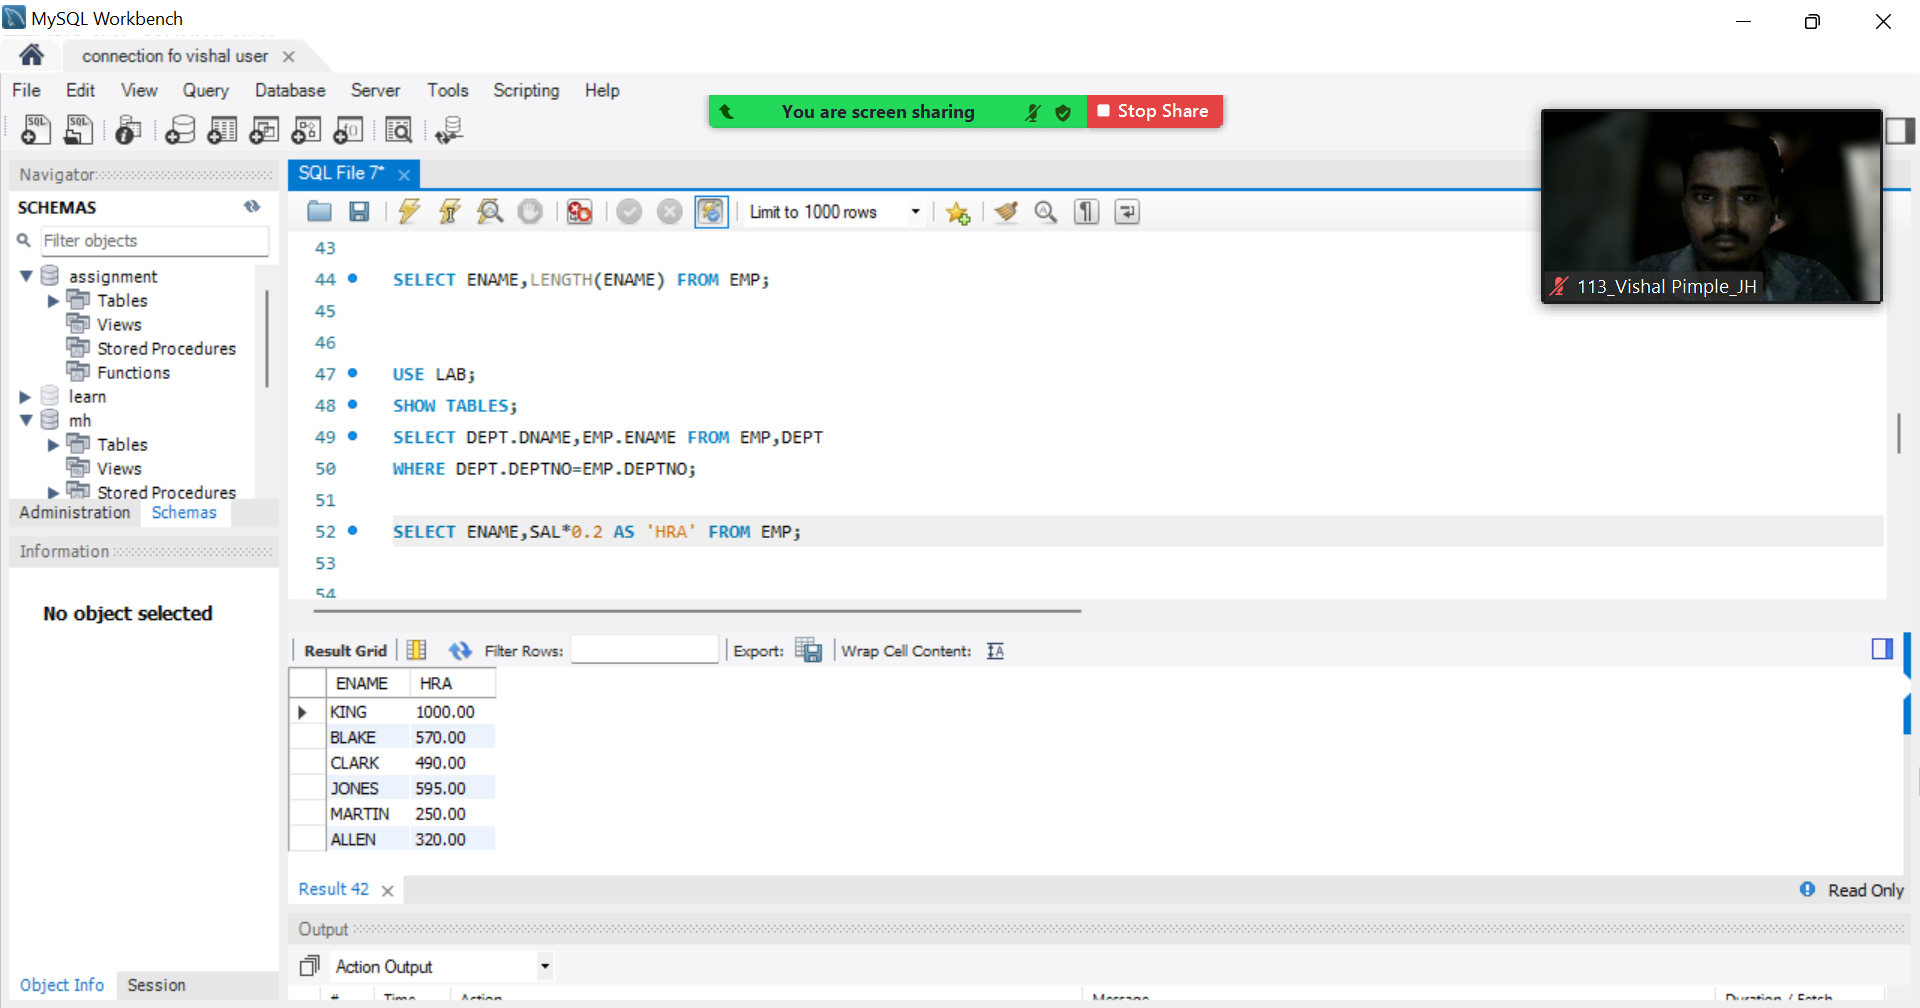 MySQL Workbench
connection fo vishal user
File Edit View Query Database Server Tools Scripting Help
You are screen sharing Stop Share
SQL SQL
113_Vishal Pimple_JH
Navigator
SCHEMAS
Filter objects
assignment
Tables
Views
Stored Procedures
Functions
learn
mh
Tables
Views
Stored Procedures
Administration Schemas
Information
No object selected
Object Info Session
SQL File 7*
Limit to 1000 rows
43
44 SELECT ENAME,LENGTH(ENAME) FROM EMP;
45
46
47 USE LAB;
48 SHOW TABLES;
49 SELECT DEPT.DNAME,EMP.ENAME FROM EMP,DEPT
50 WHERE DEPT.DEPTNO=EMP.DEPTNO;
51
52 SELECT ENAME,SAL*0.2 AS 'HRA' FROM EMP;
53
54
Result Grid Filter Rows: Export: Wrap Cell Content:
ENAME HRA
KING 1000.00
BLAKE 570.00
CLARK 490.00
JONES 595.00
MARTIN 250.00
ALLEN 320.00
Result 42 Read Only
Output
Action Output
# Time Action Message Duration / Fetch